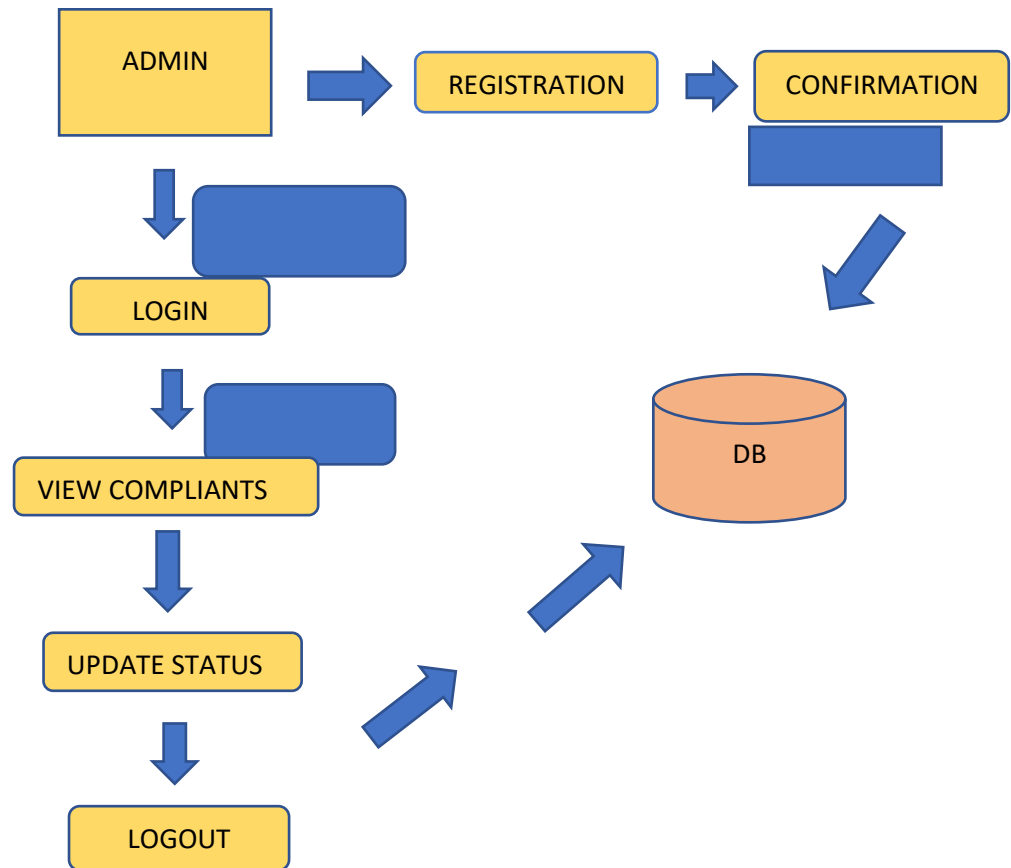 ADMIN
REGISTRATION
CONFIRMATION
LOGIN
VIEW COMPLIANTS
DB
UPDATE STATUS
LOGOUT